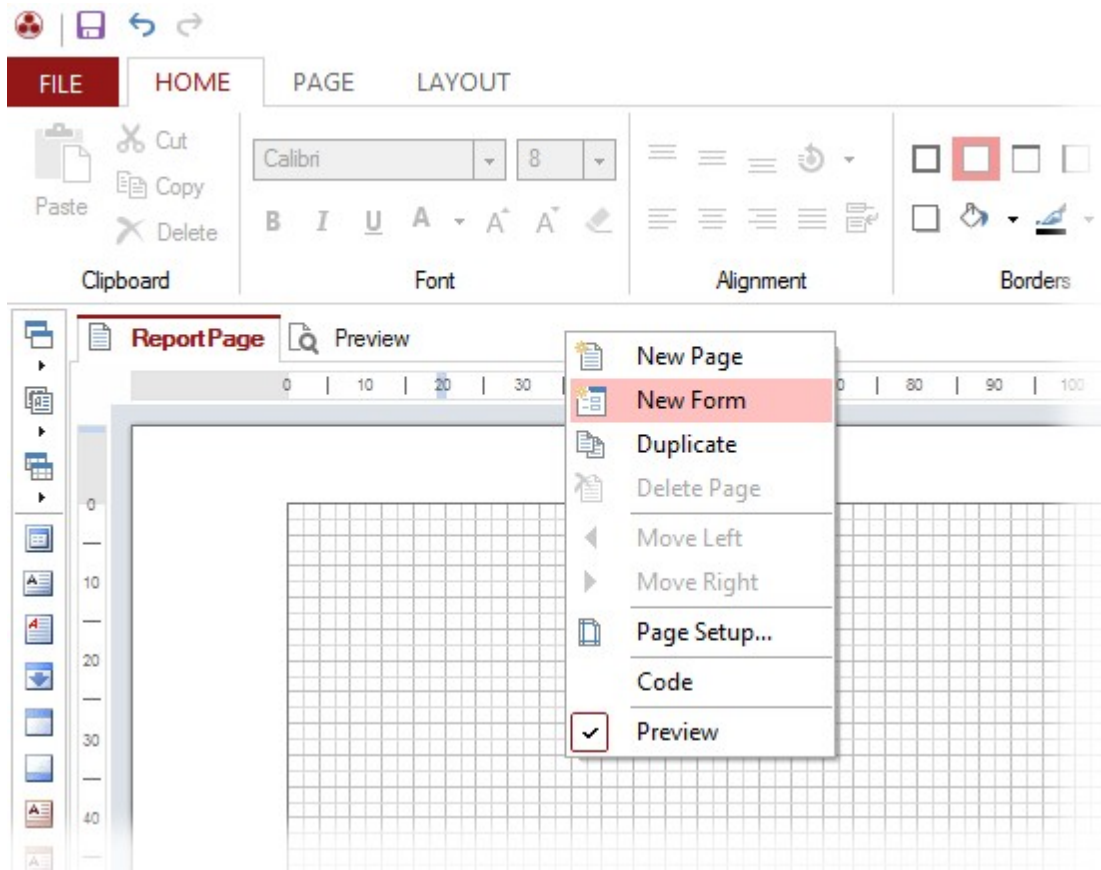 FILE HOME PAGE LAYOUT
Paste
Cut
Copy
Delete
Clipboard
Calibri 8
B I U A A A
Font
Alignment
Borders
ReportPage Preview
0 10 20 30 0 80 90 100
New Page
New Form
Duplicate
Delete Page
Move Left
Move Right
Page Setup...
Code
Preview
0
10
20
30
40